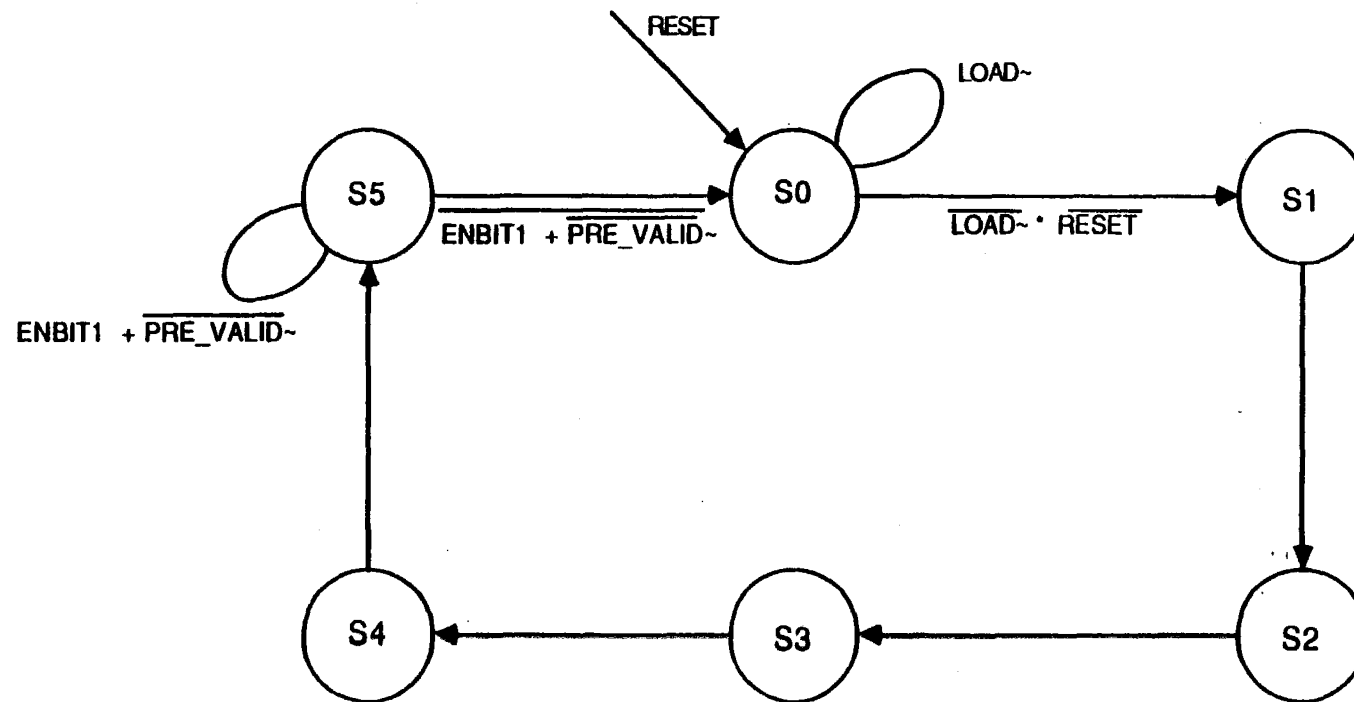 RESET
LOAD~
S5
S0
S1
ENBIT1 + PRE_VALID~
LOAD~ · RESET
ENBIT1 + PRE_VALID~
S4
S3
S2